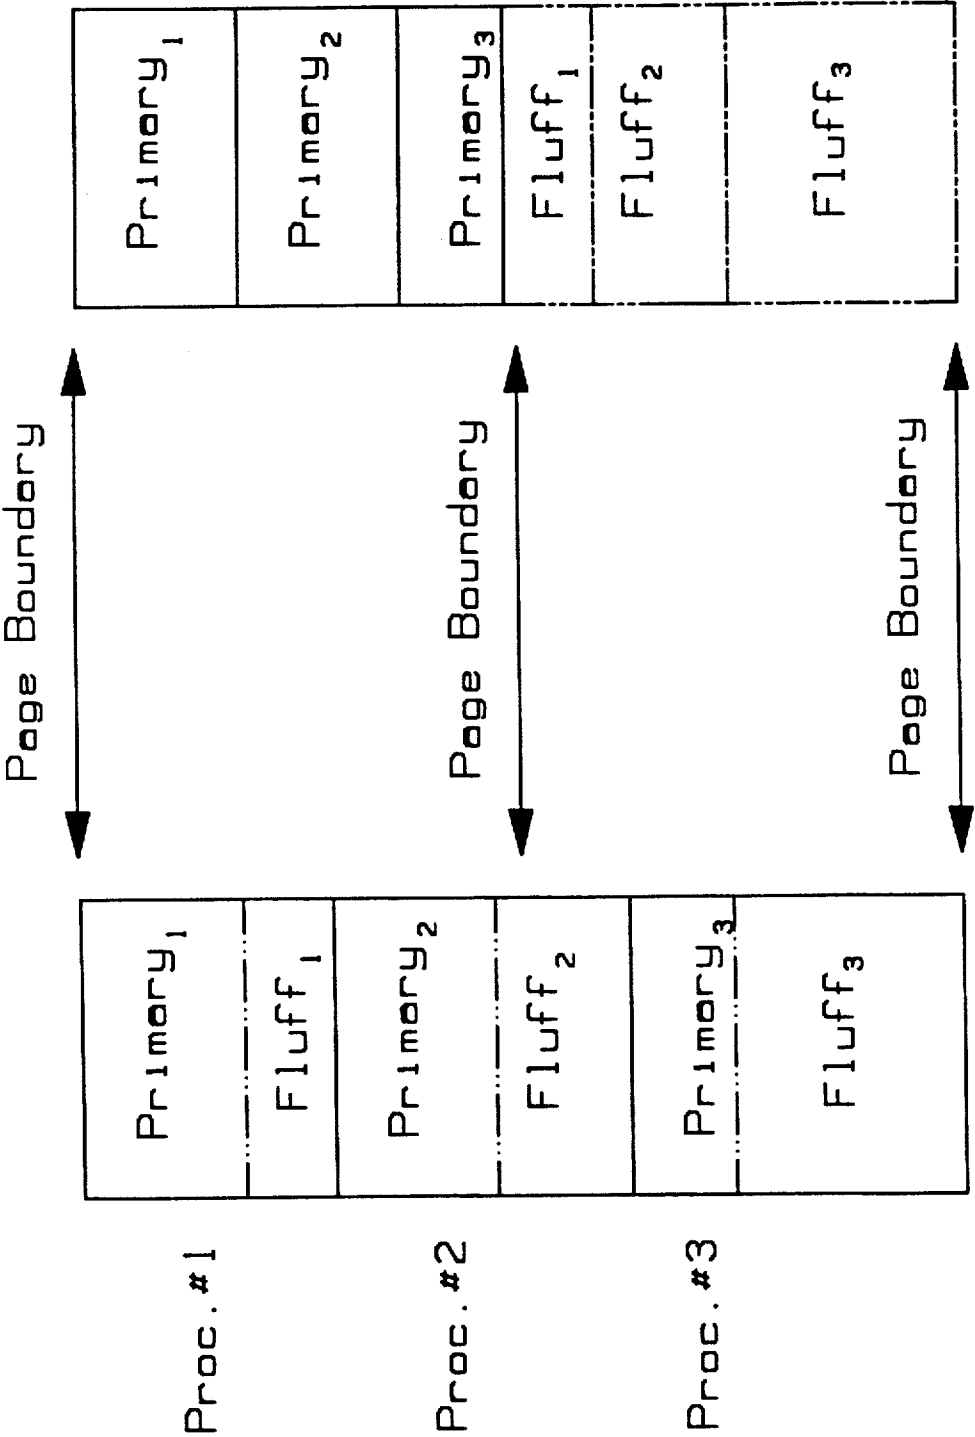 Proc.#1
Proc.#2
Proc.#3
Primary₁
Fluff₁
Primary₂
Fluff₂
Primary₃
Fluff₃
Page Boundary
Page Boundary
Page Boundary
Primary₁
Primary₂
Primary₃
Fluff₁
Fluff₂
Fluff₃